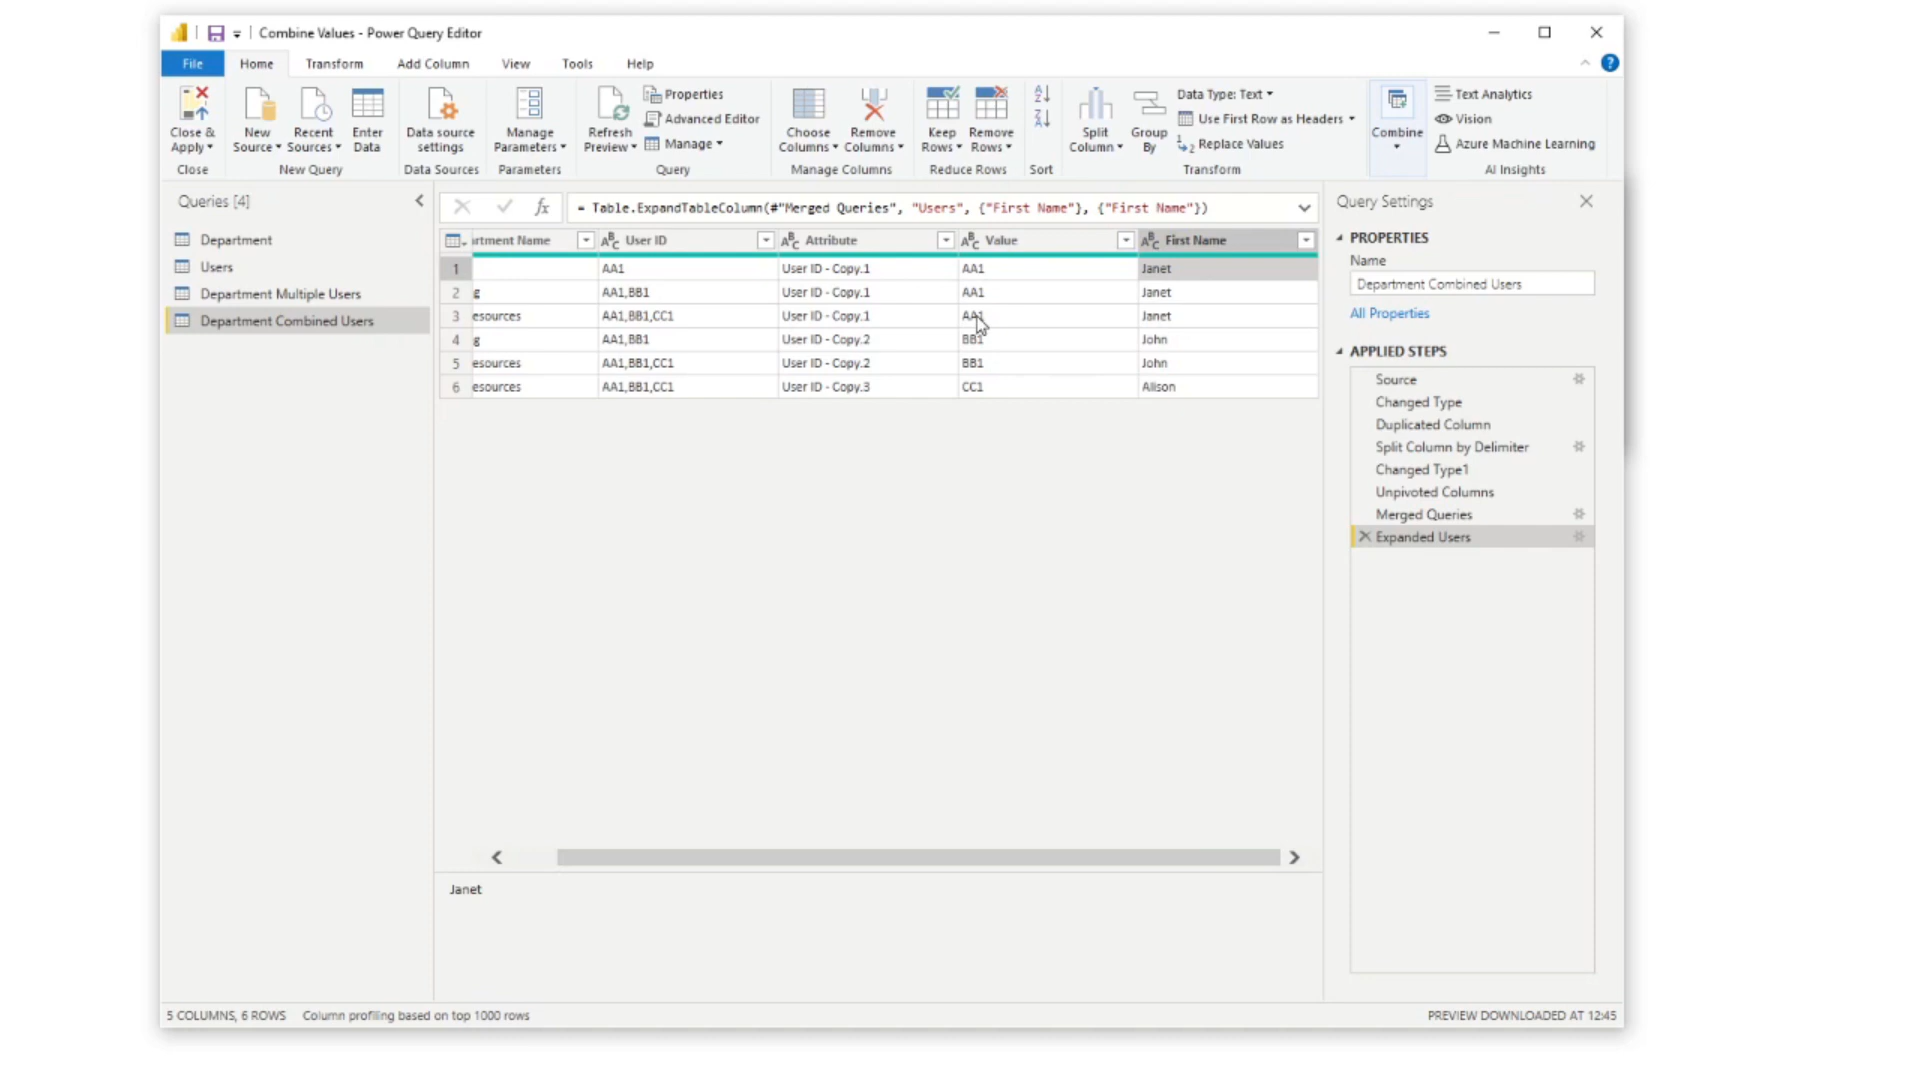 Combine Values - Power Query Editor
File Home Transform Add Column View Tools Help
Close & Apply
New Source
Recent Sources
Enter Data
Data source settings
Manage Parameters
Refresh Preview
Properties
Advanced Editor
Manage
Choose Columns
Remove Columns
Keep Rows
Remove Rows
Split Column
Group By
Data Type: Text
Use First Row as Headers
Replace Values
Combine
Text Analytics
Vision
Azure Machine Learning
Close New Query Data Sources Parameters Query Manage Columns Reduce Rows Sort Transform AI Insights
Queries [4]
Department
Users
Department Multiple Users
Department Combined Users
fx = Table.ExpandTableColumn(#"Merged Queries", "Users", {"First Name"}, {"First Name"})
rtment Name ABC User ID ABC Attribute ABC Value ABC First Name
1 AA1 User ID - Copy.1 AA1 Janet
2 g AA1,BB1 User ID - Copy.1 AA1 Janet
3 esources AA1,BB1,CC1 User ID - Copy.1 AA1 Janet
4 g AA1,BB1 User ID - Copy.2 BB1 John
5 esources AA1,BB1,CC1 User ID - Copy.2 BB1 John
6 esources AA1,BB1,CC1 User ID - Copy.3 CC1 Alison
Janet
Query Settings
PROPERTIES
Name
Department Combined Users
All Properties
APPLIED STEPS
Source
Changed Type
Duplicated Column
Split Column by Delimiter
Changed Type1
Unpivoted Columns
Merged Queries
Expanded Users
5 COLUMNS, 6 ROWS Column profiling based on top 1000 rows
PREVIEW DOWNLOADED AT 12:45